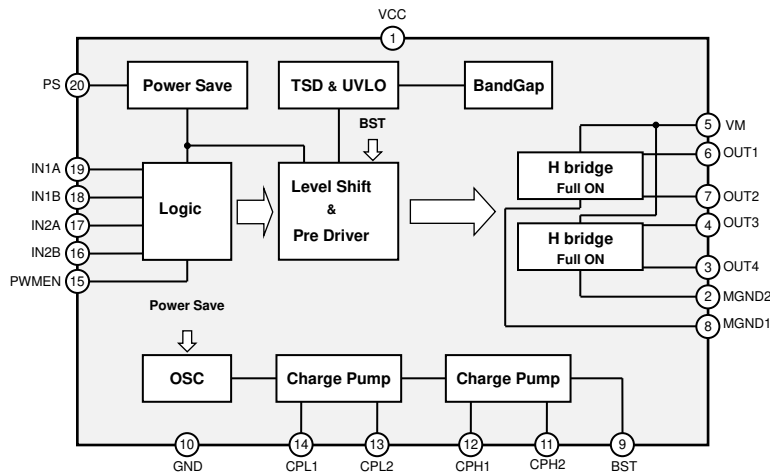 VCC
1
PS
20
Power Save
TSD & UVLO
BandGap
BST
5
VM
6
OUT1
H bridge
Full ON
7
OUT2
IN1A
19
IN1B
18
IN2A
17
IN2B
16
PWMEN
15
Logic
Level Shift
&
Pre Driver
4
OUT3
H bridge
Full ON
3
OUT4
2
MGND2
8
MGND1
Power Save
OSC
Charge Pump
Charge Pump
10
14
13
12
11
9
GND
CPL1
CPL2
CPH1
CPH2
BST